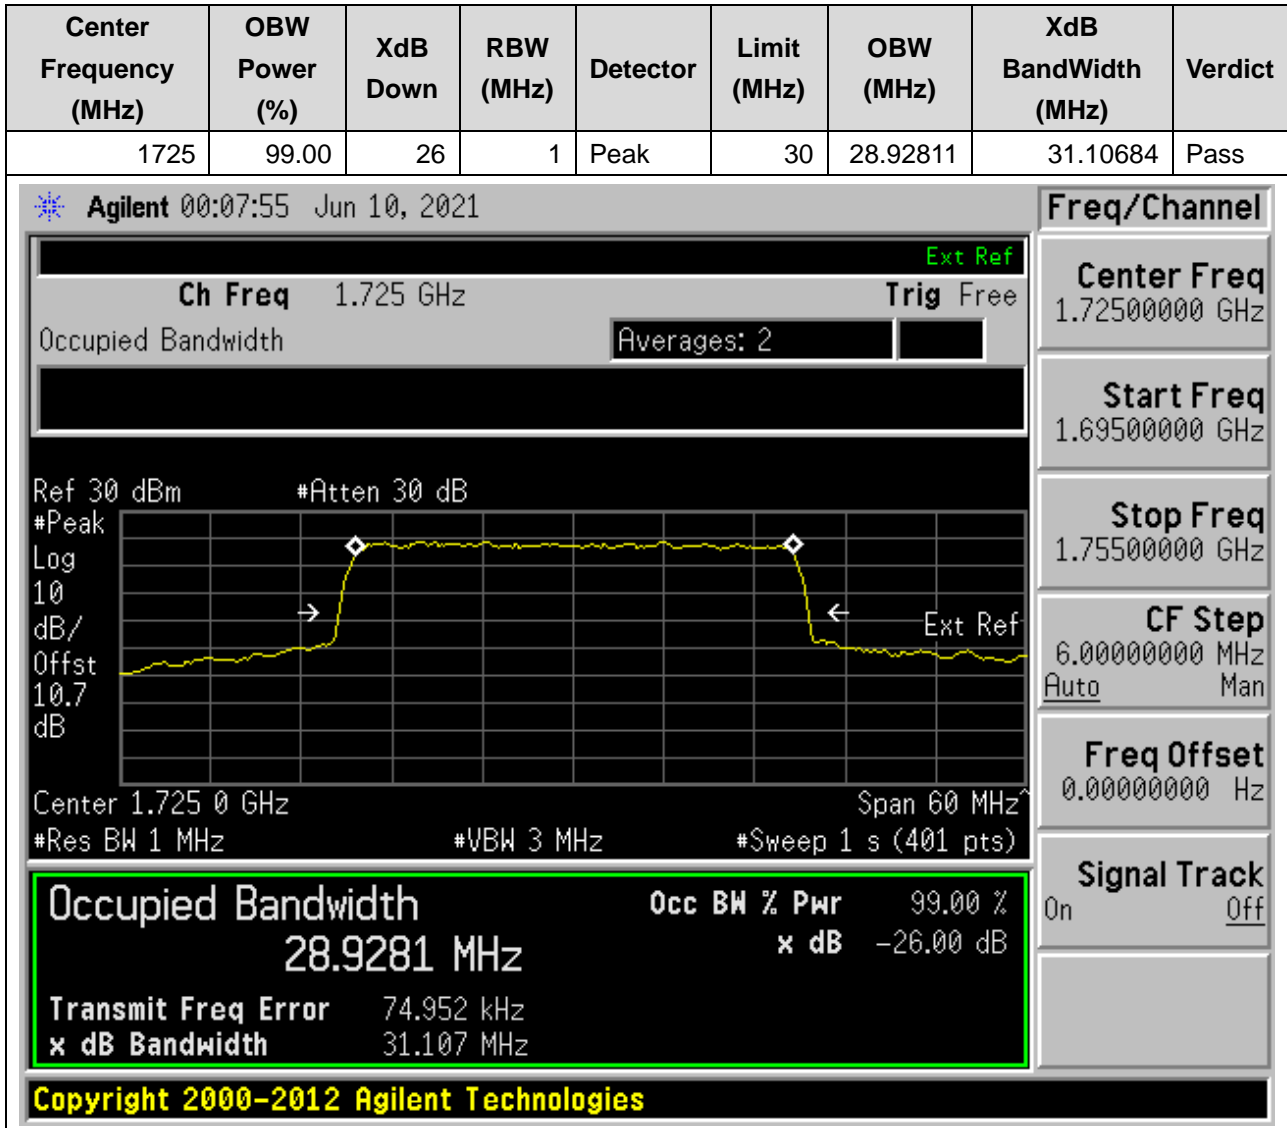 Center Frequency (MHz) OBW Power (%) XdB Down RBW (MHz) Detector Limit (MHz) OBW (MHz) XdB BandWidth (MHz) Verdict
1725 99.00 26 1 Peak 30 28.92811 31.10684 Pass
Agilent 00:07:55 Jun 10, 2021
Freq/Channel
Ext Ref
Ch Freq 1.725 GHz Trig Free
Occupied Bandwidth Averages: 2
Center Freq
1.72500000 GHz
Start Freq
1.69500000 GHz
Stop Freq
1.75500000 GHz
CF Step
6.00000000 MHz
Auto Man
Freq Offset
0.00000000 Hz
Signal Track
On Off
Ref 30 dBm #Atten 30 dB
#Peak
Log
10
dB/
Offst
10.7
dB
Ext Ref
Center 1.725 0 GHz Span 60 MHz^
#Res BW 1 MHz #VBW 3 MHz #Sweep 1 s (401 pts)
Occupied Bandwidth Occ BW % Pwr 99.00 %
28.9281 MHz x dB -26.00 dB
Transmit Freq Error 74.952 kHz
x dB Bandwidth 31.107 MHz
Copyright 2000-2012 Agilent Technologies